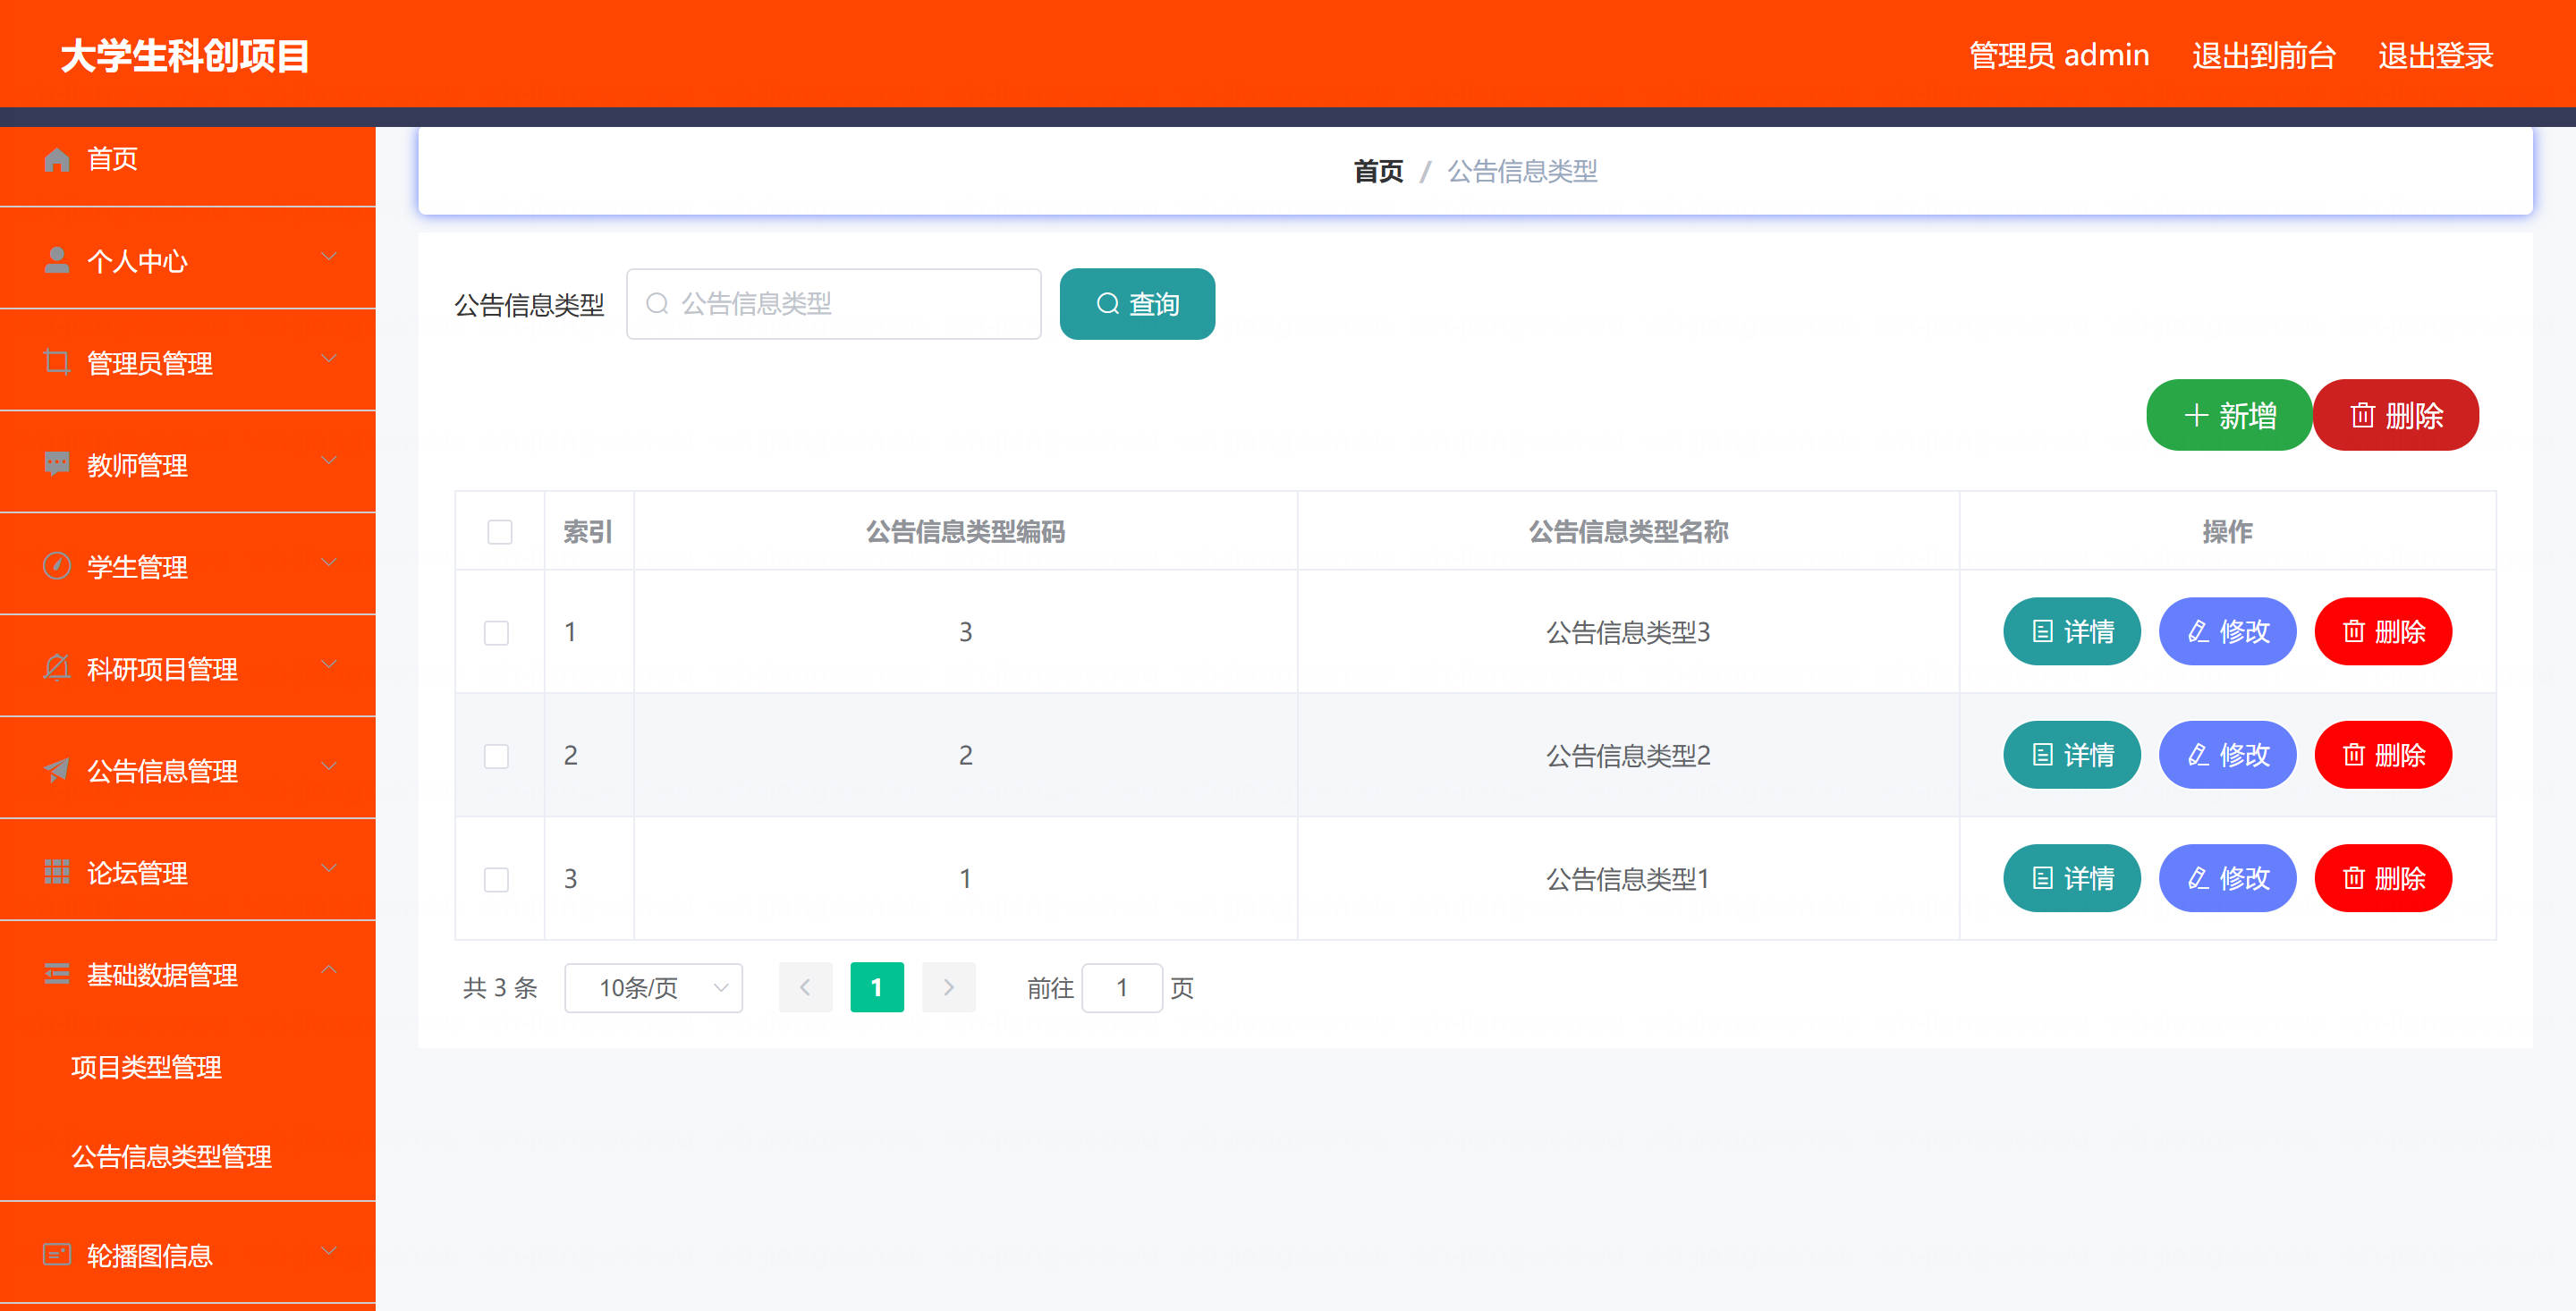 大学生科创项目
管理员 admin 退出到前台 退出登录
首页
个人中心
管理员管理
教师管理
学生管理
科研项目管理
公告信息管理
论坛管理
基础数据管理
项目类型管理
公告信息类型管理
轮播图信息
首页 / 公告信息类型
公告信息类型 公告信息类型 查询
新增 删除
索引 公告信息类型编码 公告信息类型名称 操作
1 3 公告信息类型3 详情 修改 删除
2 2 公告信息类型2 详情 修改 删除
3 1 公告信息类型1 详情 修改 删除
共 3 条 10条/页 1 前往 1 页